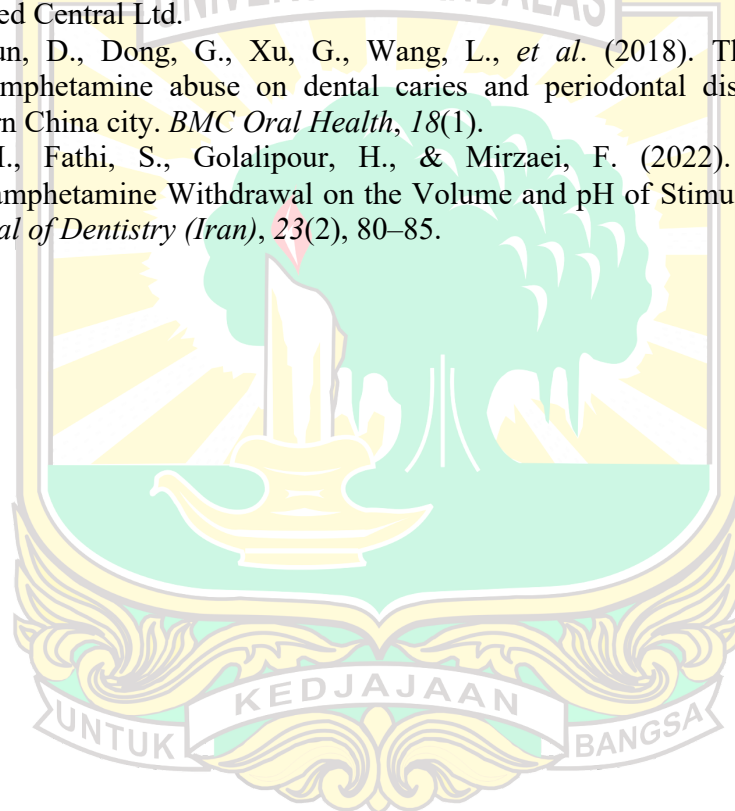 ed Central Ltd.
un, D., Dong, G., Xu, G., Wang, L., et al. (2018). Th
mphetamine abuse on dental caries and periodontal dis
rn China city. BMC Oral Health, 18(1).
I., Fathi, S., Golalipour, H., & Mirzaei, F. (2022).
amphetamine Withdrawal on the Volume and pH of Stimu
al of Dentistry (Iran), 23(2), 80–85.
KEDJAJAAN
UNTUK BANGSA